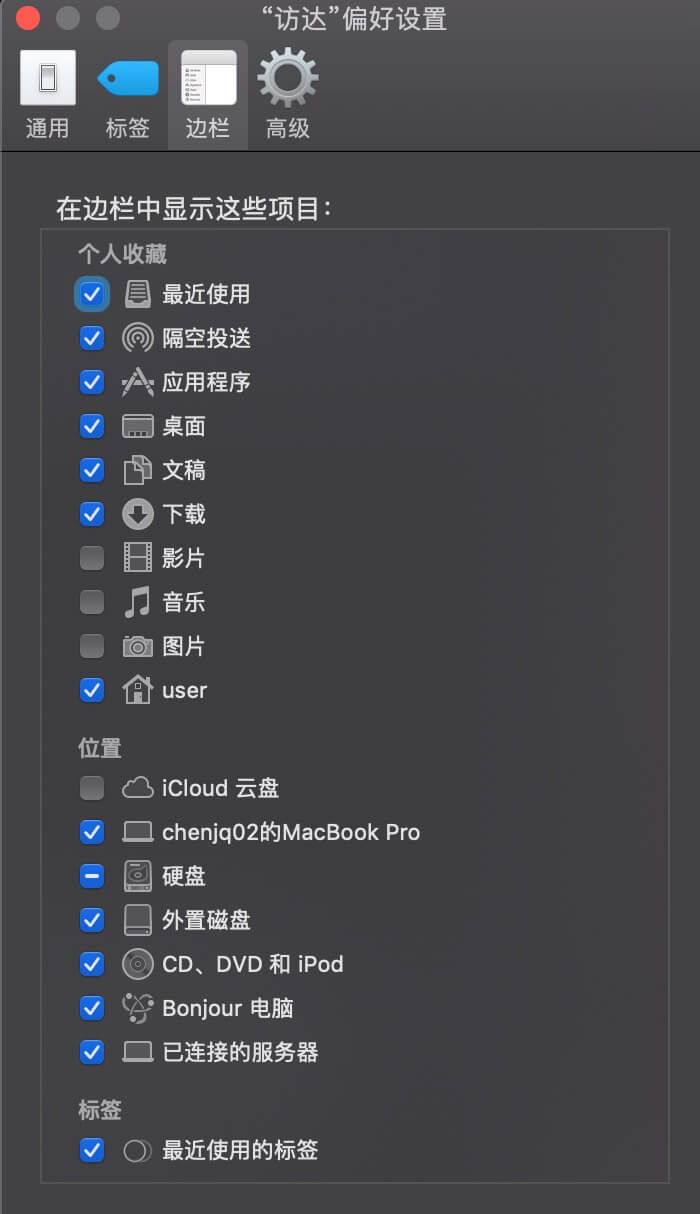 “访达”偏好设置
通用 标签 边栏 高级
在边栏中显示这些项目：
个人收藏
最近使用
隔空投送
应用程序
桌面
文稿
下载
影片
音乐
图片
user
位置
iCloud 云盘
chenjq02的MacBook Pro
硬盘
外置磁盘
CD、DVD 和 iPod
Bonjour 电脑
已连接的服务器
标签
最近使用的标签